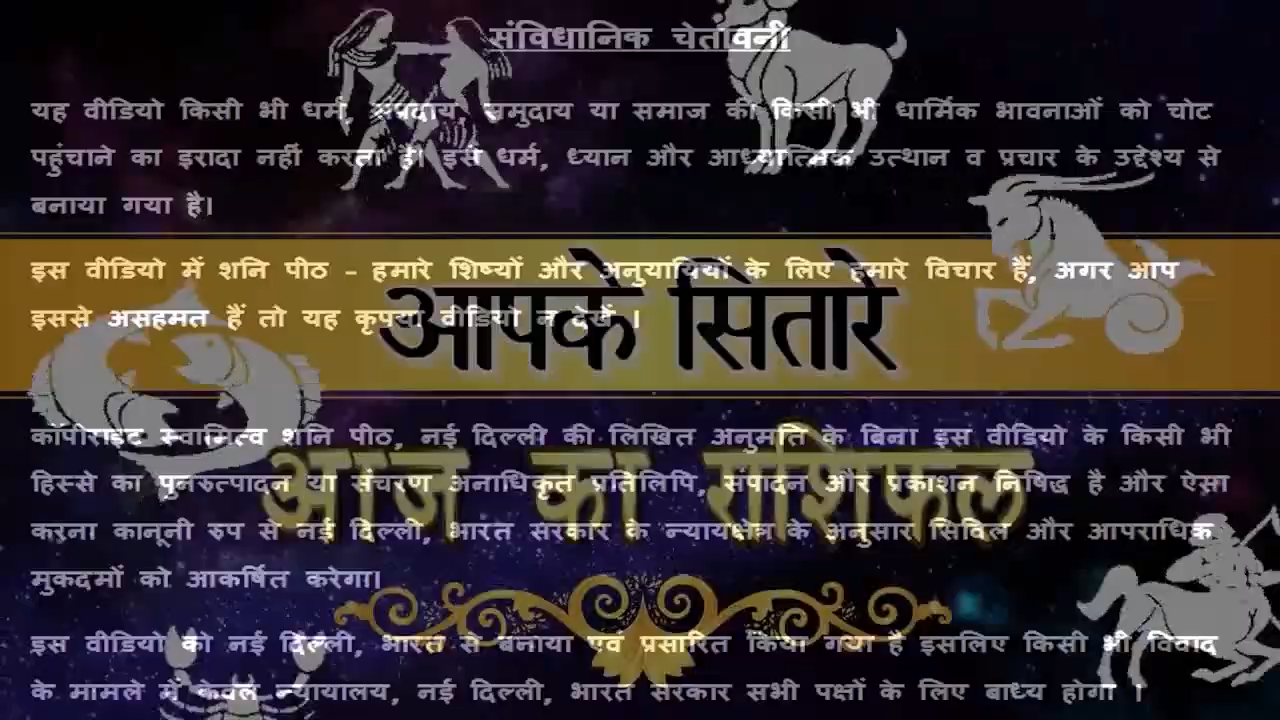 संविधानिक चेतावनी
यह वीडियो किसी भी धर्म, संप्रदाय, समुदाय या समाज की किसी भी धार्मिक भावनाओं को चोट
पहुंचाने का इरादा नहीं करता है। इसे धर्म, ध्यान और आध्यात्मिक उत्थान व प्रचार के उद्देश्य से
बनाया गया है।
इस वीडियो में शनि पीठ - हमारे शिष्यों और अनुयायियों के लिए हमारे विचार हैं, अगर आप
इससे असहमत हैं तो यह कृपया वीडियो न देखें ।
आपके सितारे
कॉपीराइट स्वामित्व शनि पीठ, नई दिल्ली की लिखित अनुमति के बिना इस वीडियो के किसी भी
आज का राशिफल
हिस्से का पुनरुत्पादन या संचरण अनाधिकृत प्रतिलिपि, संपादन और प्रकाशन निषिद्ध है और ऐसा
करना कानूनी रुप से नई दिल्ली, भारत सरकार के न्यायक्षेत्र के अनुसार सिविल और आपराधिक
मुकदमों को आकर्षित करेगा।
इस वीडियो को नई दिल्ली, भारत से बनाया एवं प्रसारित किया गया है इसलिए किसी भी विवाद
के मामले में केवल न्यायालय, नई दिल्ली, भारत सरकार सभी पक्षों के लिए बाध्य होगा ।